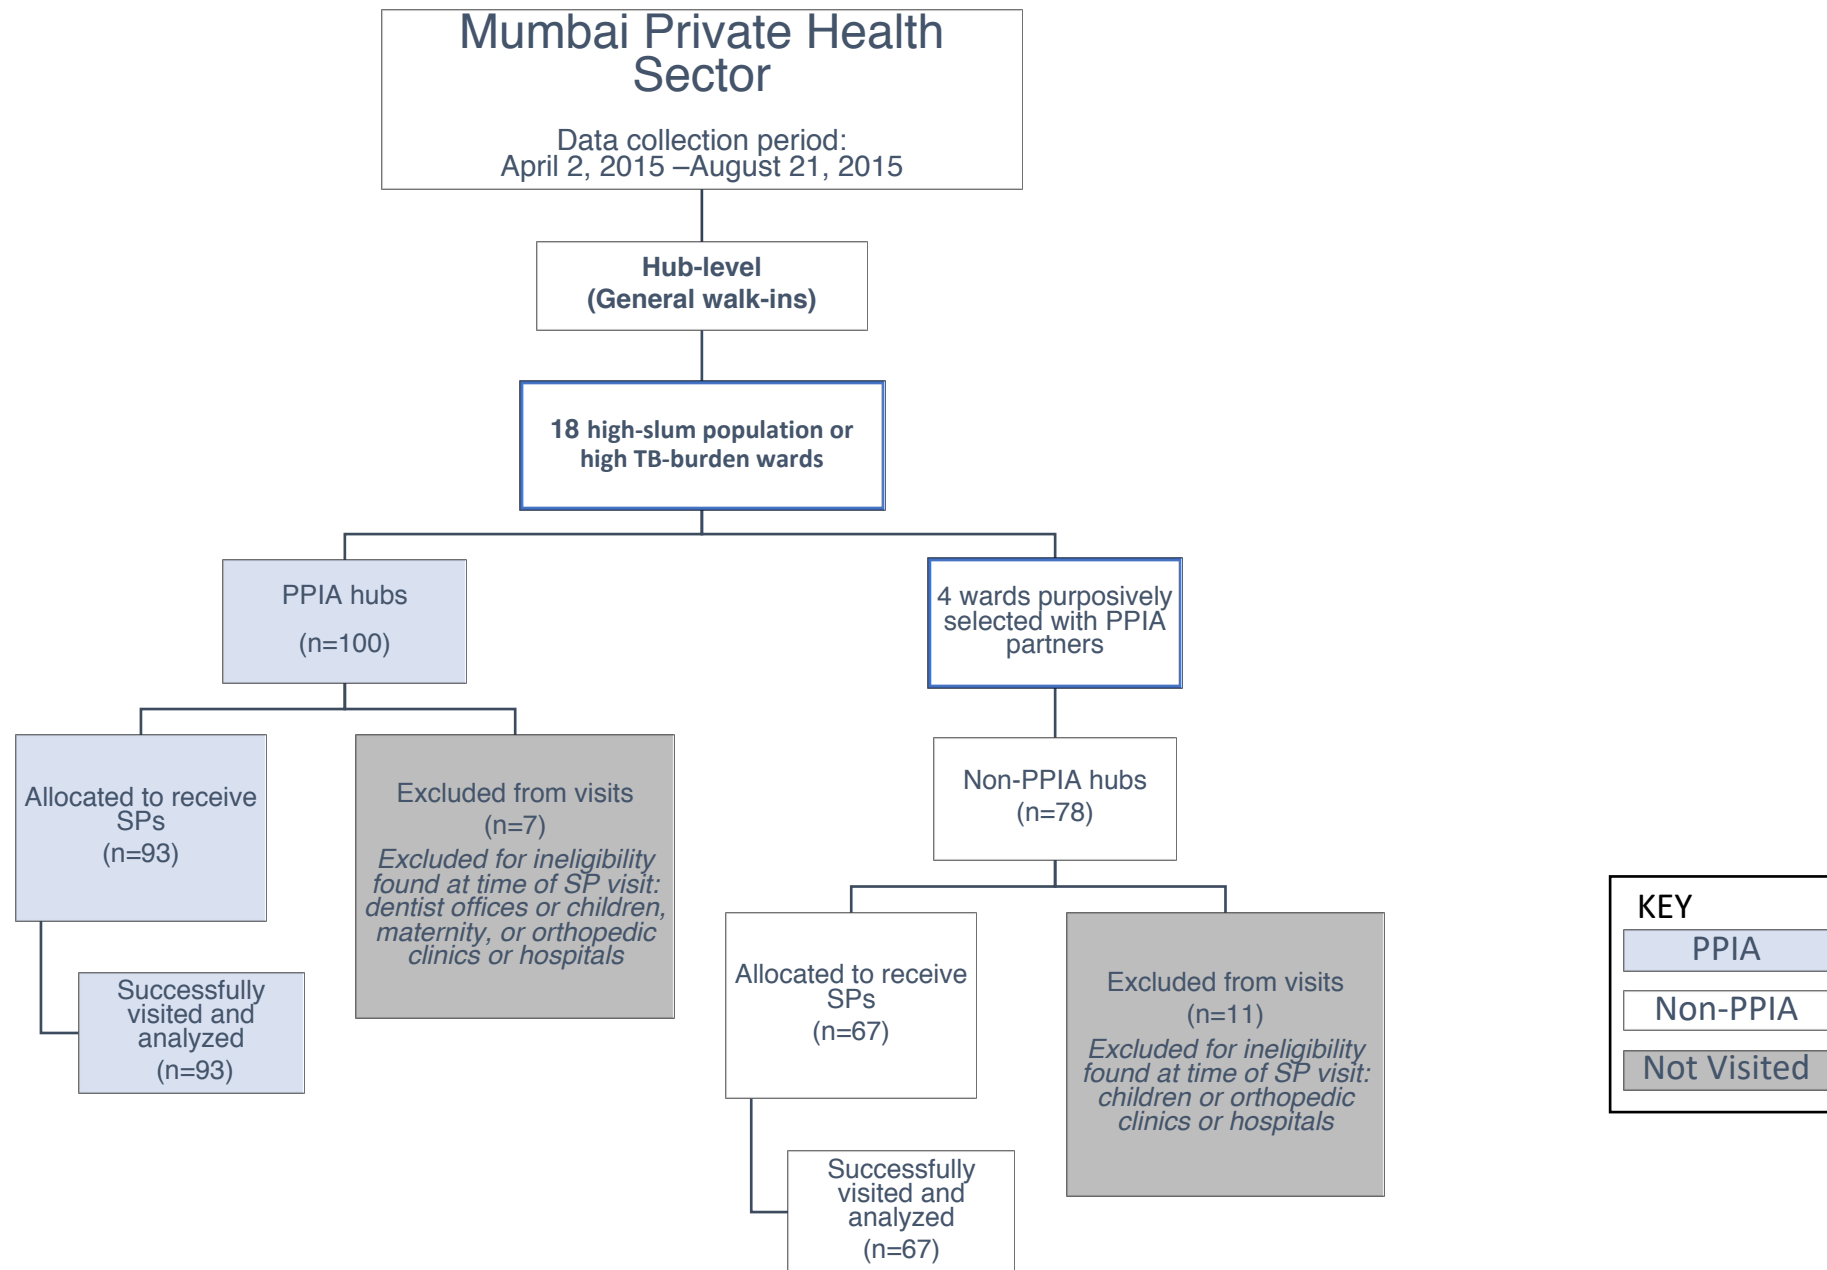 Mumbai Private Health
Sector
Data collection period:
April 2, 2015 –August 21, 2015
Hub-level
(General walk-ins)
18 high-slum population or
high TB-burden wards
PPIA hubs
(n=100)
4 wards purposively
selected with PPIA
partners
Allocated to receive
SPs
(n=93)
Excluded from visits
(n=7)
Excluded for ineligibility
found at time of SP visit:
dentist offices or children,
maternity, or orthopedic
clinics or hospitals
Non-PPIA hubs
(n=78)
Successfully
visited and
analyzed
(n=93)
Allocated to receive
SPs
(n=67)
Excluded from visits
(n=11)
Excluded for ineligibility
found at time of SP visit:
children or orthopedic
clinics or hospitals
Successfully
visited and
analyzed
(n=67)
KEY
PPIA
Non-PPIA
Not Visited